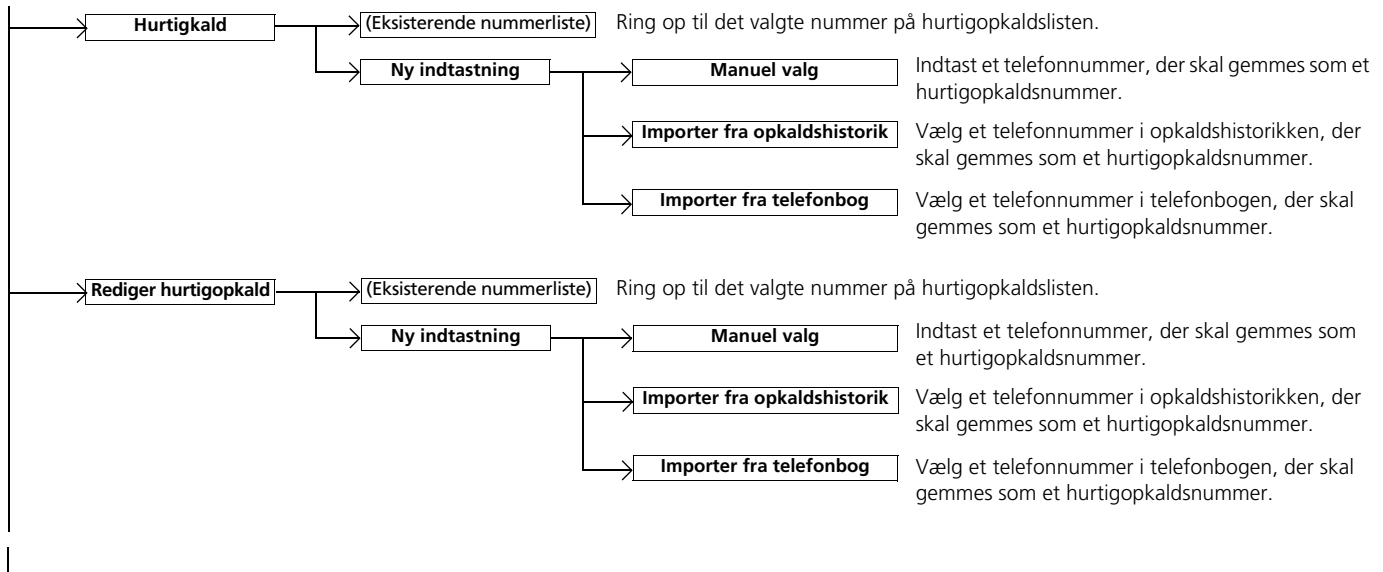 Hurtigkald (Eksisterende nummerliste) Ring op til det valgte nummer på hurtigopkaldslisten.
Ny indtastning Manuel valg Indtast et telefonnummer, der skal gemmes som et
hurtigopkaldsnummer.
Importer fra opkaldshistorik Vælg et telefonnummer i opkaldshistorikken, der
skal gemmes som et hurtigopkaldsnummer.
Importer fra telefonbog Vælg et telefonnummer i telefonbogen, der skal
gemmes som et hurtigopkaldsnummer.
Rediger hurtigopkald (Eksisterende nummerliste) Ring op til det valgte nummer på hurtigopkaldslisten.
Ny indtastning Manuel valg Indtast et telefonnummer, der skal gemmes som
et hurtigopkaldsnummer.
Importer fra opkaldshistorik Vælg et telefonnummer i opkaldshistorikken, der
skal gemmes som et hurtigopkaldsnummer.
Importer fra telefonbog Vælg et telefonnummer i telefonbogen, der skal
gemmes som et hurtigopkaldsnummer.